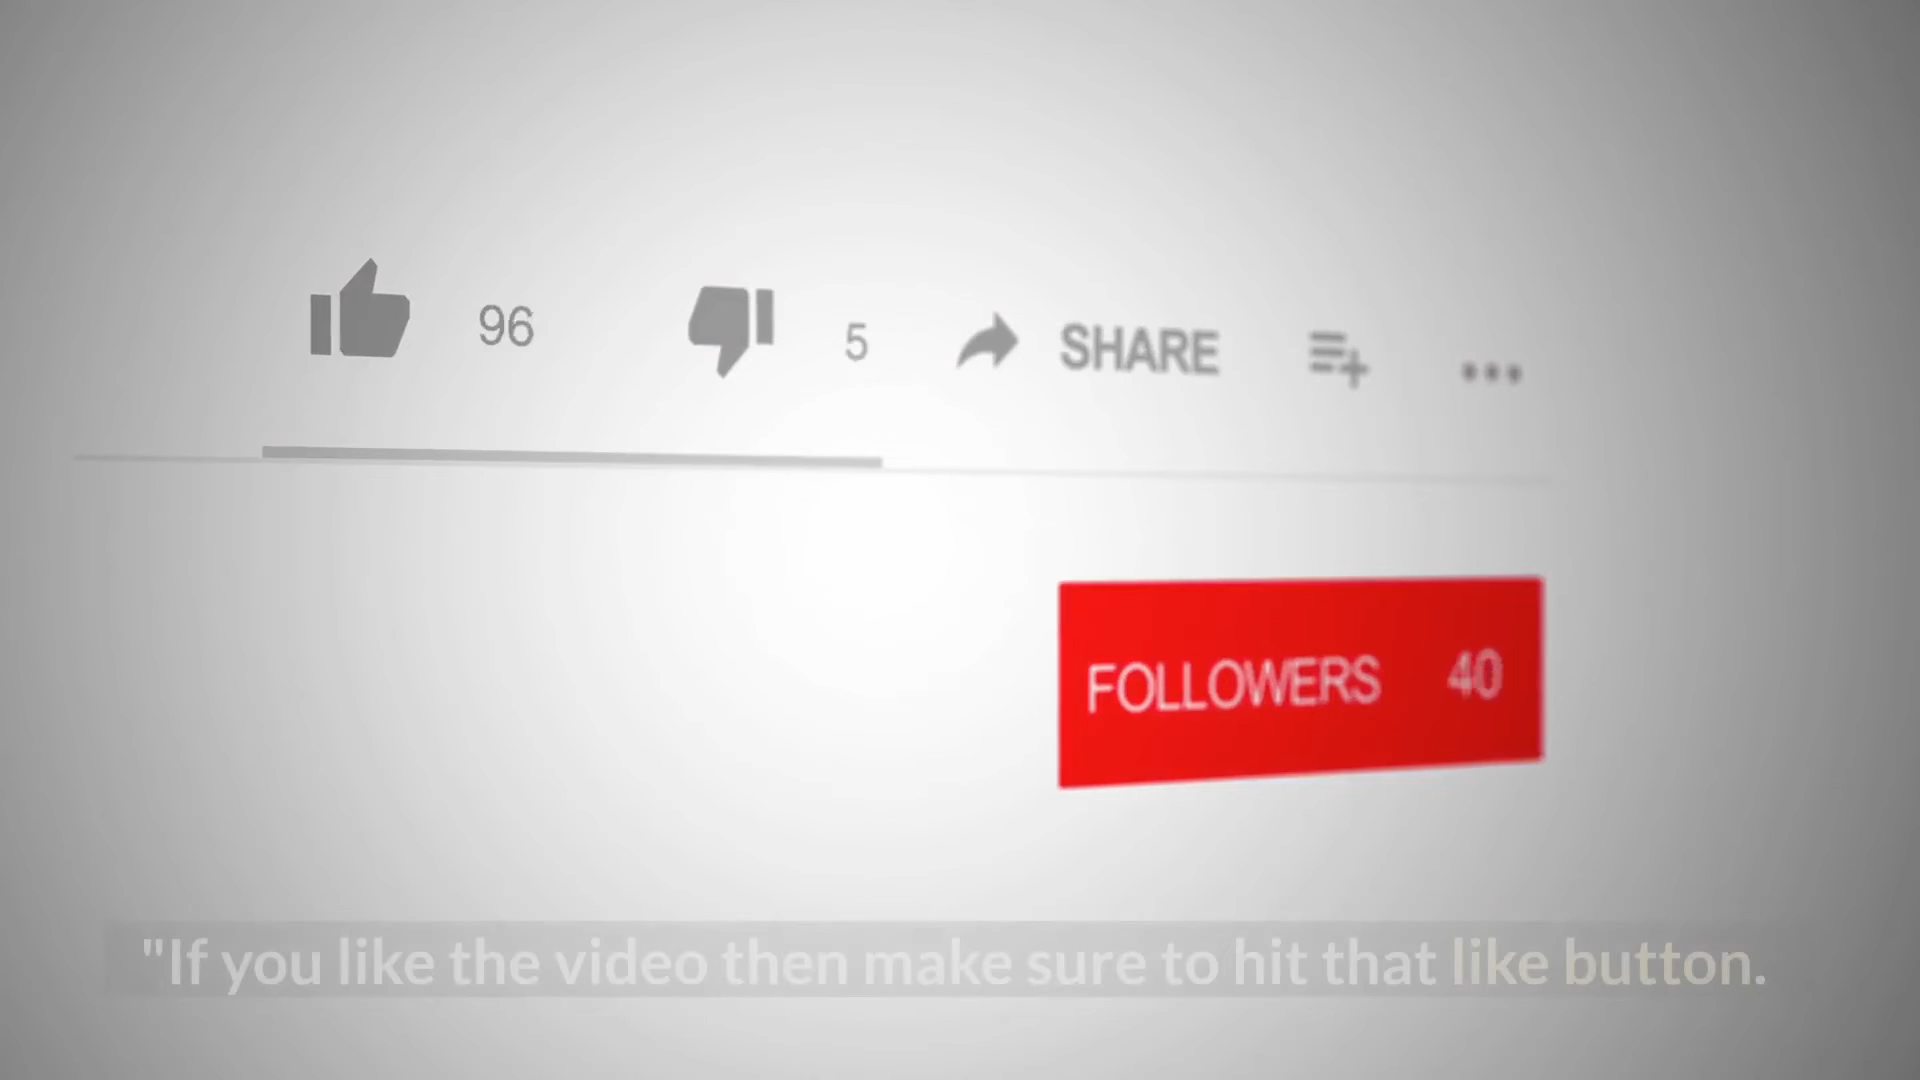 96 5 SHARE
FOLLOWERS 40
"If you like the video then make sure to hit that like button.